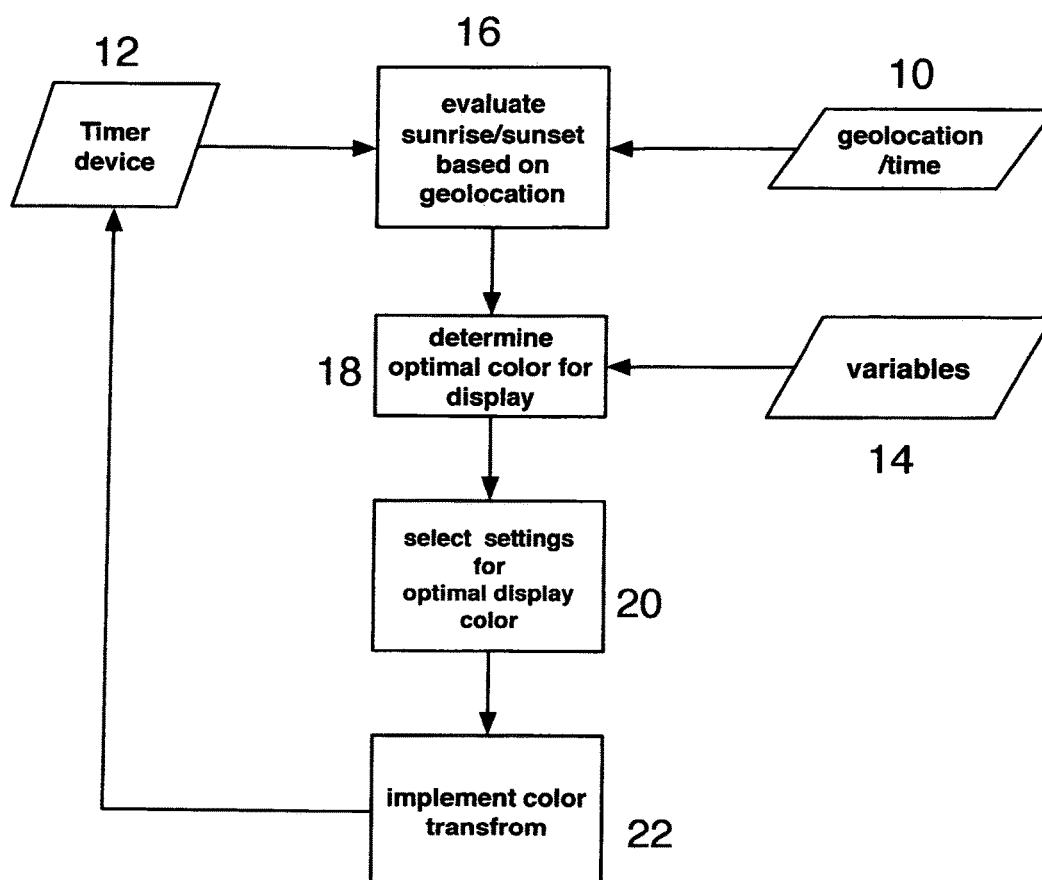 12
Timer
device
16
evaluate
sunrise/sunset
based on
geolocation
10
geolocation
/time
18
determine
optimal color for
display
variables
14
select settings
for
optimal display
color
20
implement color
transfrom
22